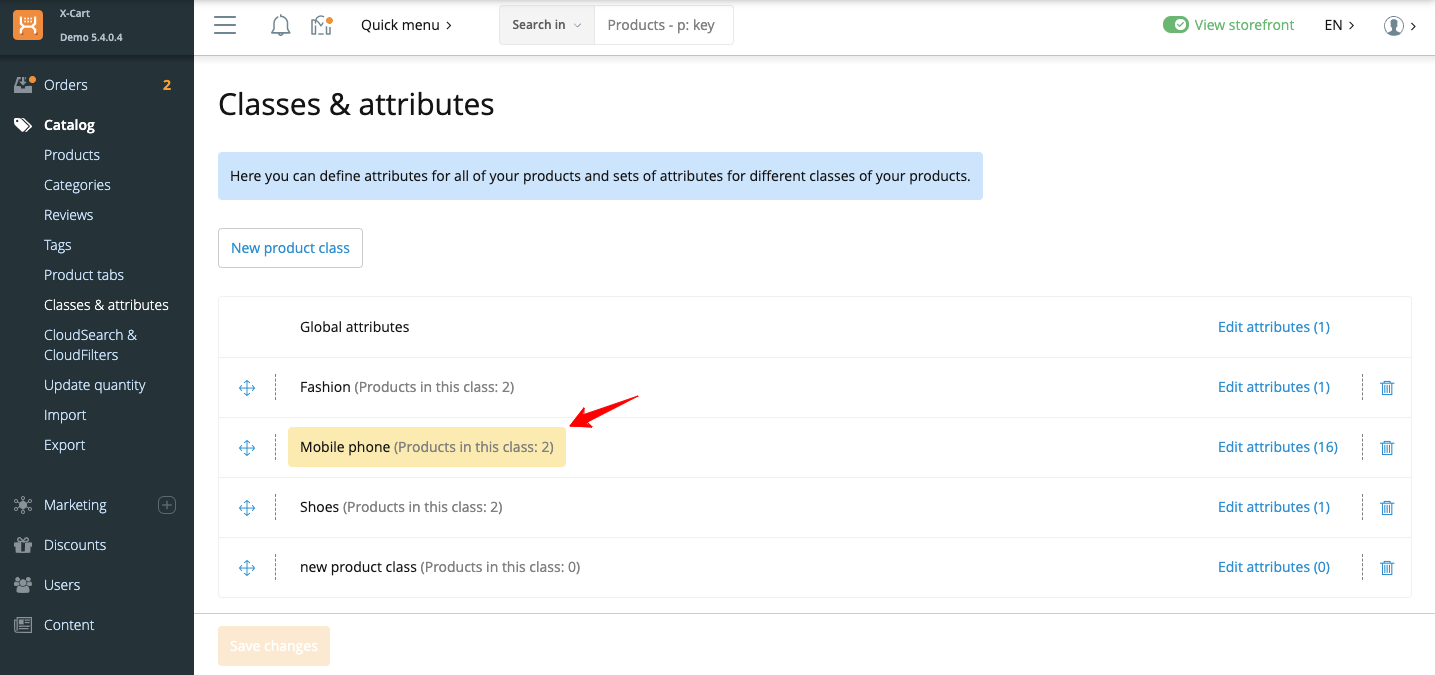 X-Cart
Demo 5.4.0.4
Quick menu
Search in
Products - p: key
View storefront
EN
Orders 2
Catalog
Products
Categories
Reviews
Tags
Product tabs
Classes & attributes
CloudSearch &
CloudFilters
Update quantity
Import
Export
Marketing
Discounts
Users
Content
Classes & attributes
Here you can define attributes for all of your products and sets of attributes for different classes of your products.
New product class
Global attributes Edit attributes (1)
Fashion (Products in this class: 2) Edit attributes (1)
Mobile phone (Products in this class: 2) Edit attributes (16)
Shoes (Products in this class: 2) Edit attributes (1)
new product class (Products in this class: 0) Edit attributes (0)
Save changes